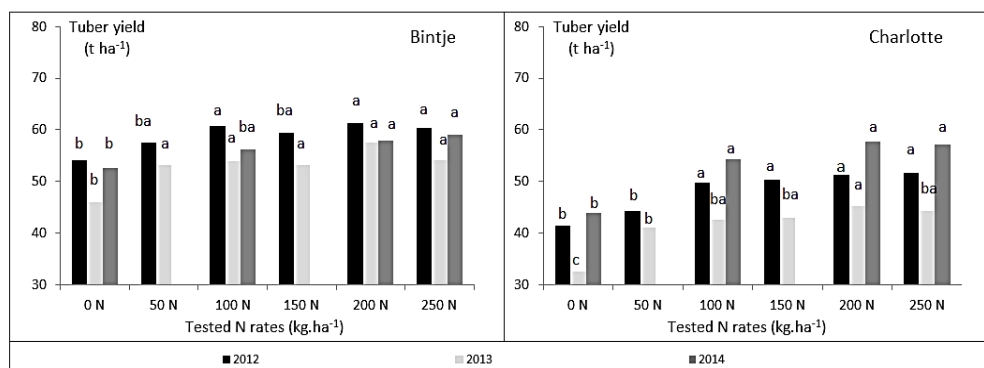 Tuber yield
(t ha-1)
Bintje
80
70
60
50
40
30
b
b
b
ba
a
a
a
ba
ba
a
a
a
a
a
a
a
0 N
50 N
100 N
150 N
200 N
250 N
Tested N rates (kg.ha-1)
Tuber yield
(t ha-1)
Charlotte
80
70
60
50
40
30
b
c
b
b
b
a
ba
a
a
ba
a
a
a
a
ba
a
0 N
50 N
100 N
150 N
200 N
250 N
Tested N rates (kg.ha-1)
2012
2013
2014